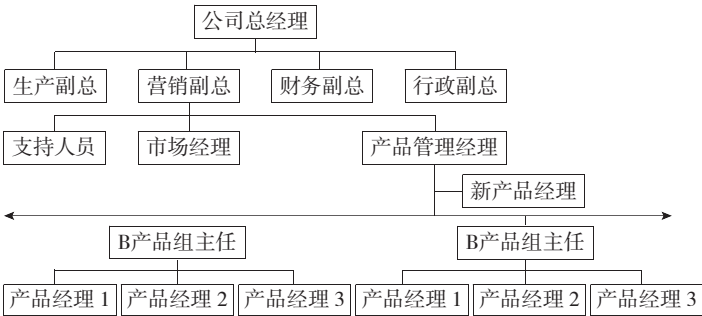 公司总经理
生产副总 营销副总 财务副总 行政副总
支持人员 市场经理 产品管理经理
新产品经理
B产品组主任 B产品组主任
产品经理 1 产品经理 2 产品经理 3 产品经理 1 产品经理 2 产品经理 3